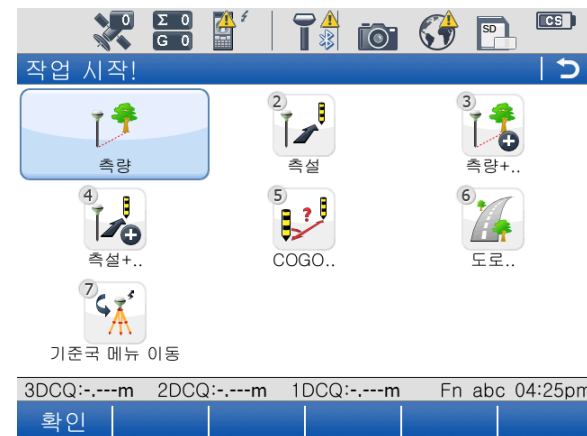 0 Σ 0 SD CS
G 0
작업 시작!
측량
2 측설
3 측량+..
4 측설+..
5 COGO..
6 도로..
7 기준국 메뉴 이동
3DCQ:-.---m 2DCQ:-.---m 1DCQ:-.---m Fn abc 04:25pm
확인